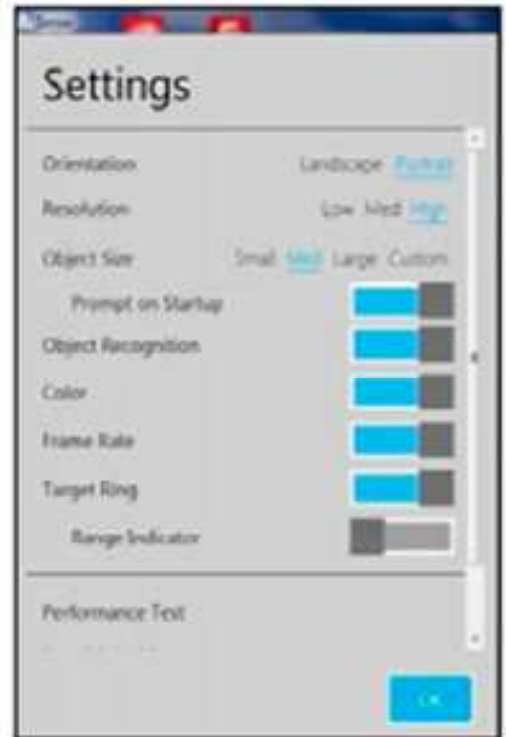 Settings
Orientation Landscape Portrait
Resolution Low Med High
Object Size Small Med Large Custom
Prompt on Startup
Object Recognition
Color
Frame Rate
Target Ring
Range Indicator
Performance Test
OK